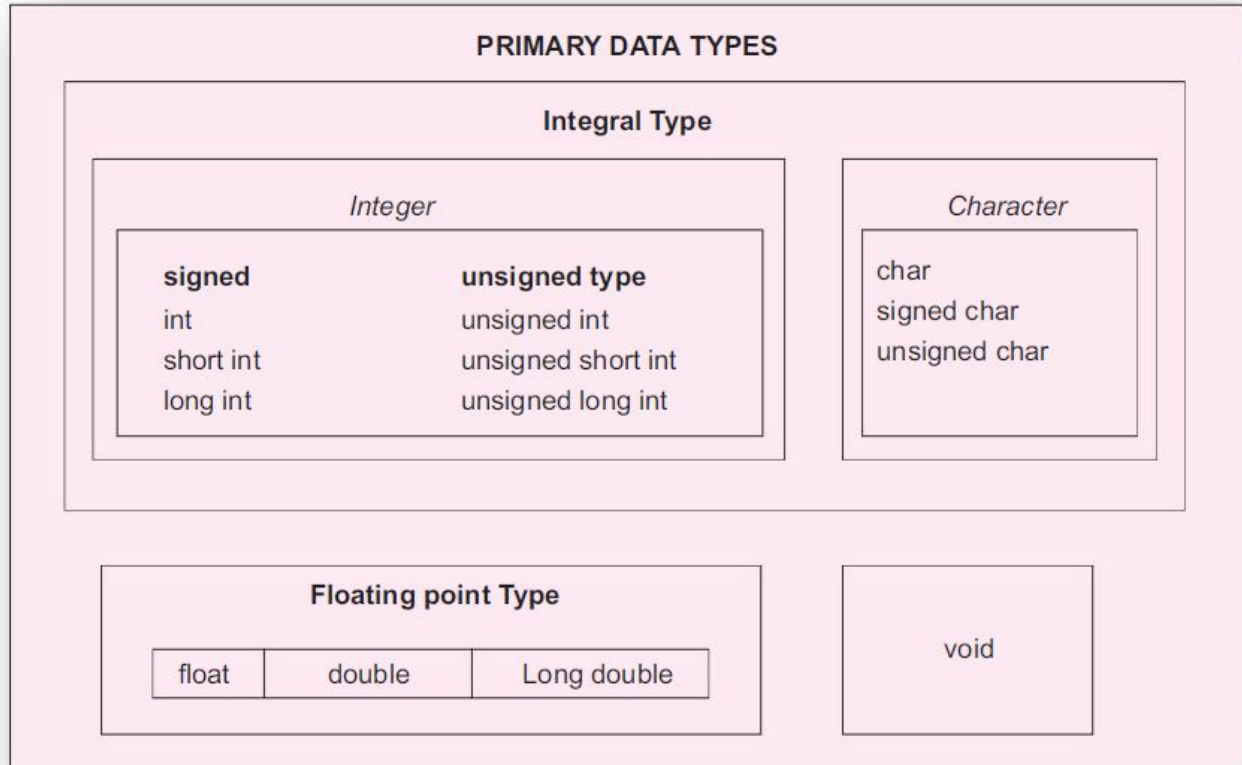 PRIMARY DATA TYPES
Integral Type
Integer
signed unsigned type
int unsigned int
short int unsigned short int
long int unsigned long int
Character
char
signed char
unsigned char
Floating point Type
float double Long double
void